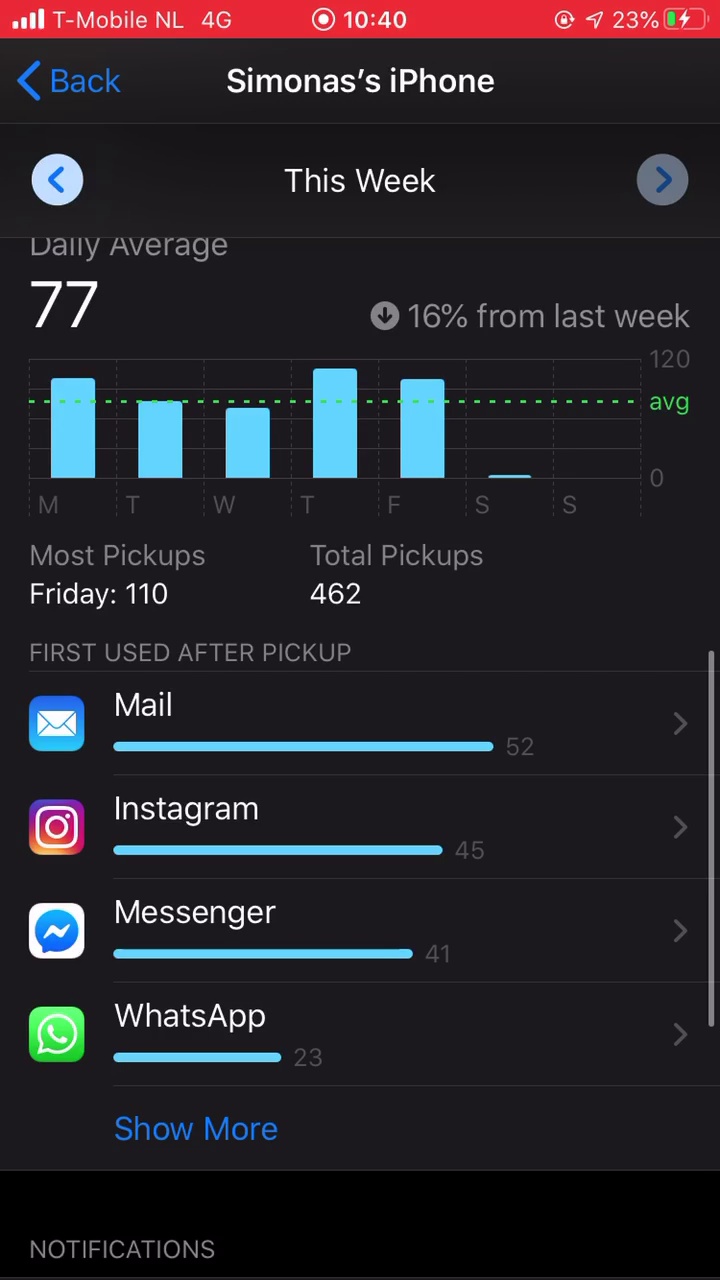 T-Mobile NL 4G 10:40 23%
Back Simonas's iPhone
This Week
Daily Average
77
16% from last week
120
avg
0
M T W T F S S
Most Pickups Total Pickups
Friday: 110 462
FIRST USED AFTER PICKUP
Mail
52
Instagram
45
Messenger
41
WhatsApp
23
Show More
NOTIFICATIONS